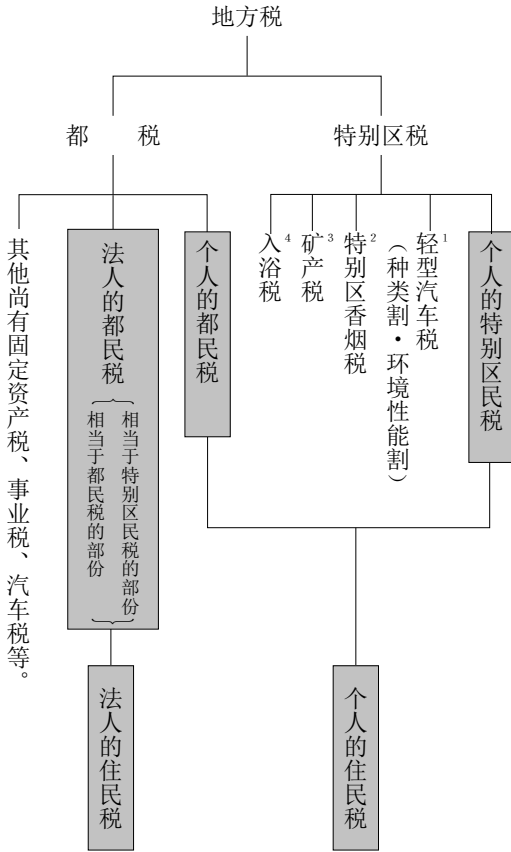 地方税
都　　税
特别区税
个人的特别区民税
轻型汽车税¹
（种类割・环境性能割）
特别区香烟税²
矿产税³
入浴税⁴
个人的都民税
法人的都民税
相当于特别区民税的部份
相当于都民税的部份
其他尚有固定资产税、事业税、汽车税等。
个人的住民税
法人的住民税